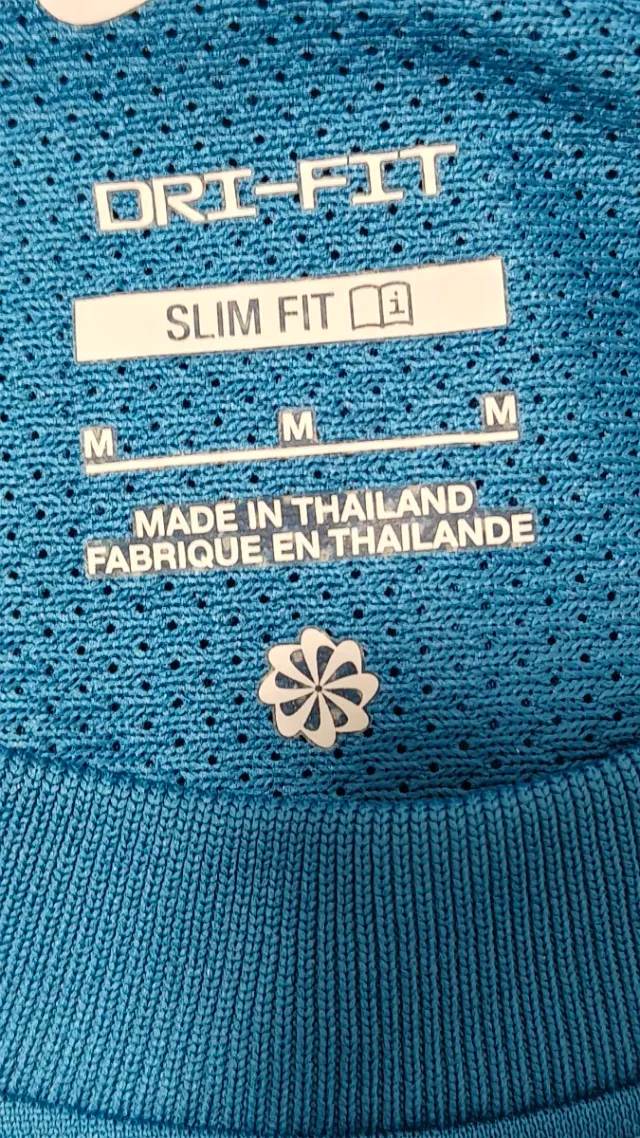 DRI-FIT
SLIM FIT i
M M M
MADE IN THAILAND
FABRIQUE EN THAILANDE